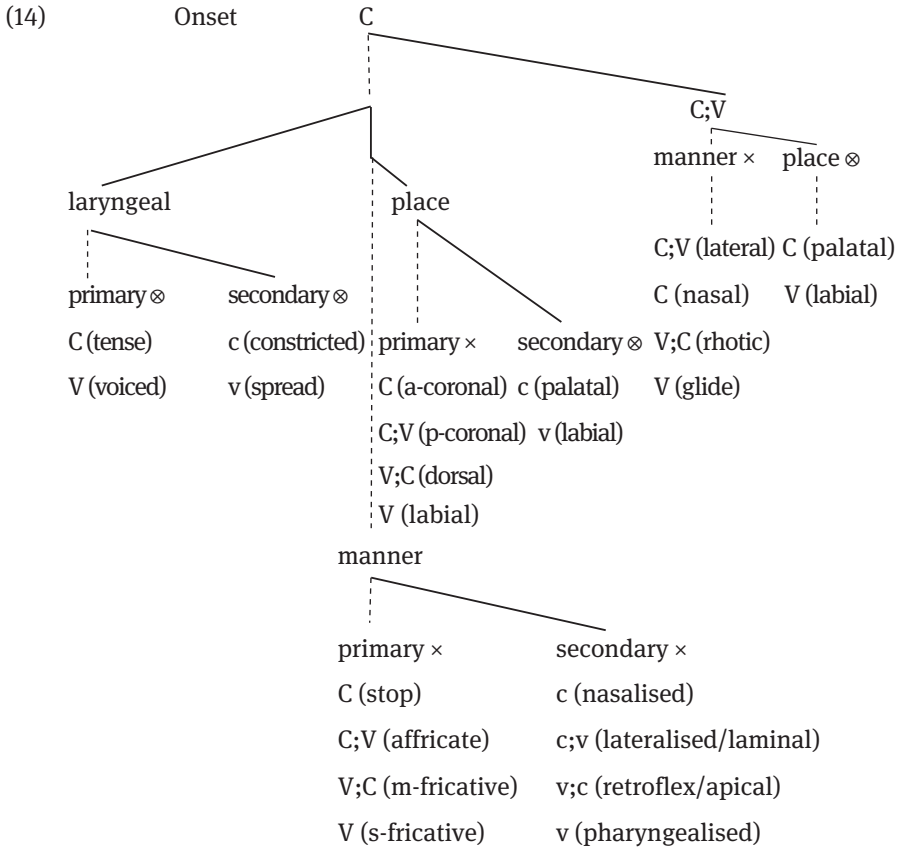 (14) Onset C
C;V
manner × place ⊗
laryngeal place
C;V (lateral) C (palatal)
primary ⊗ secondary ⊗ C (nasal) V (labial)
C (tense) c (constricted) primary × secondary ⊗ V;C (rhotic)
V (voiced) v (spread) C (a-coronal) c (palatal) V (glide)
C;V (p-coronal) v (labial)
V;C (dorsal)
V (labial)
manner
primary × secondary ×
C (stop) c (nasalised)
C;V (affricate) c;v (lateralised/laminal)
V;C (m-fricative) v;c (retroflex/apical)
V (s-fricative) v (pharyngealised)